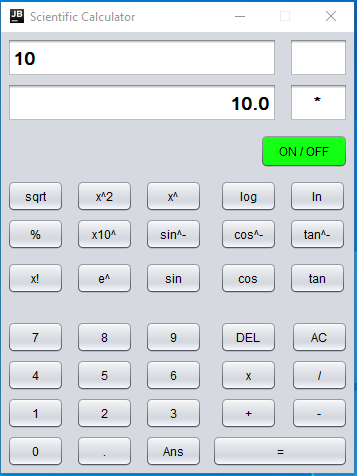 JB Scientific Calculator
10
10.0 *
ON / OFF
sqrt x^2 x^ log ln
% x10^ sin^- cos^- tan^-
x! e^ sin cos tan
7 8 9 DEL AC
4 5 6 x /
1 2 3 + -
0 . Ans =